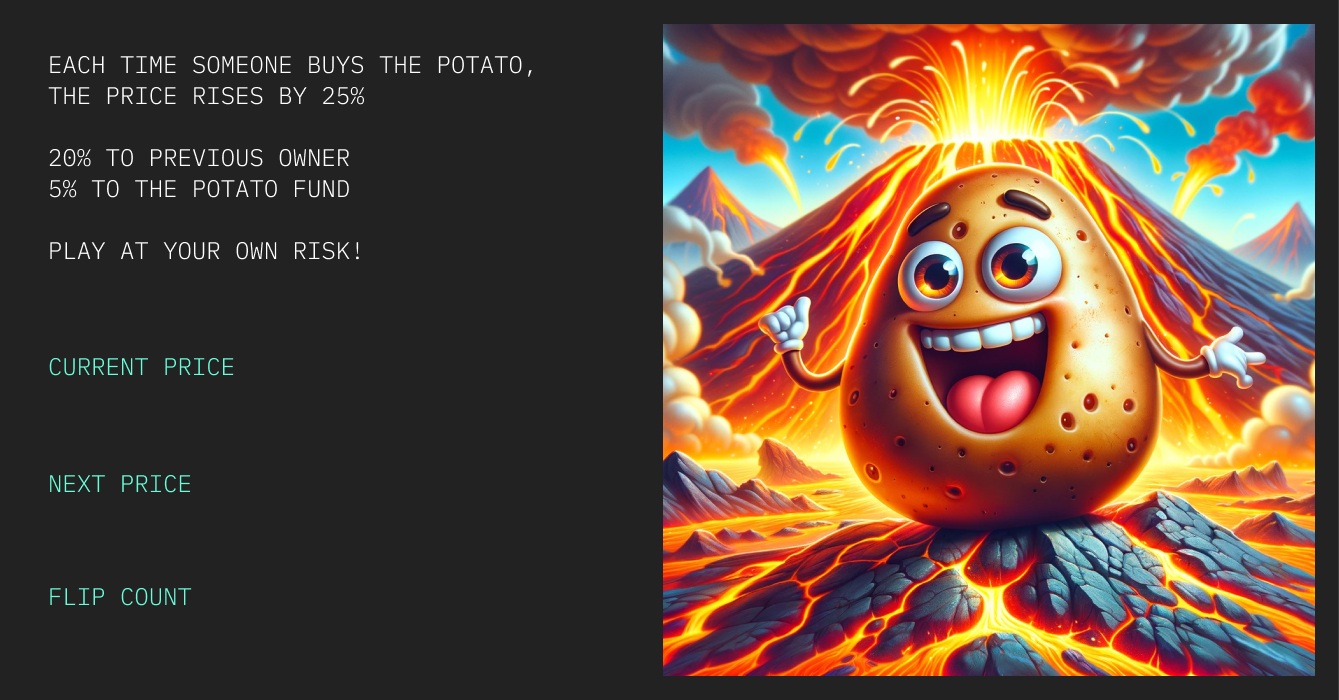 EACH TIME SOMEONE BUYS THE POTATO,
THE PRICE RISES BY 25%
20% TO PREVIOUS OWNER
5% TO THE POTATO FUND
PLAY AT YOUR OWN RISK!
CURRENT PRICE
NEXT PRICE
FLIP COUNT